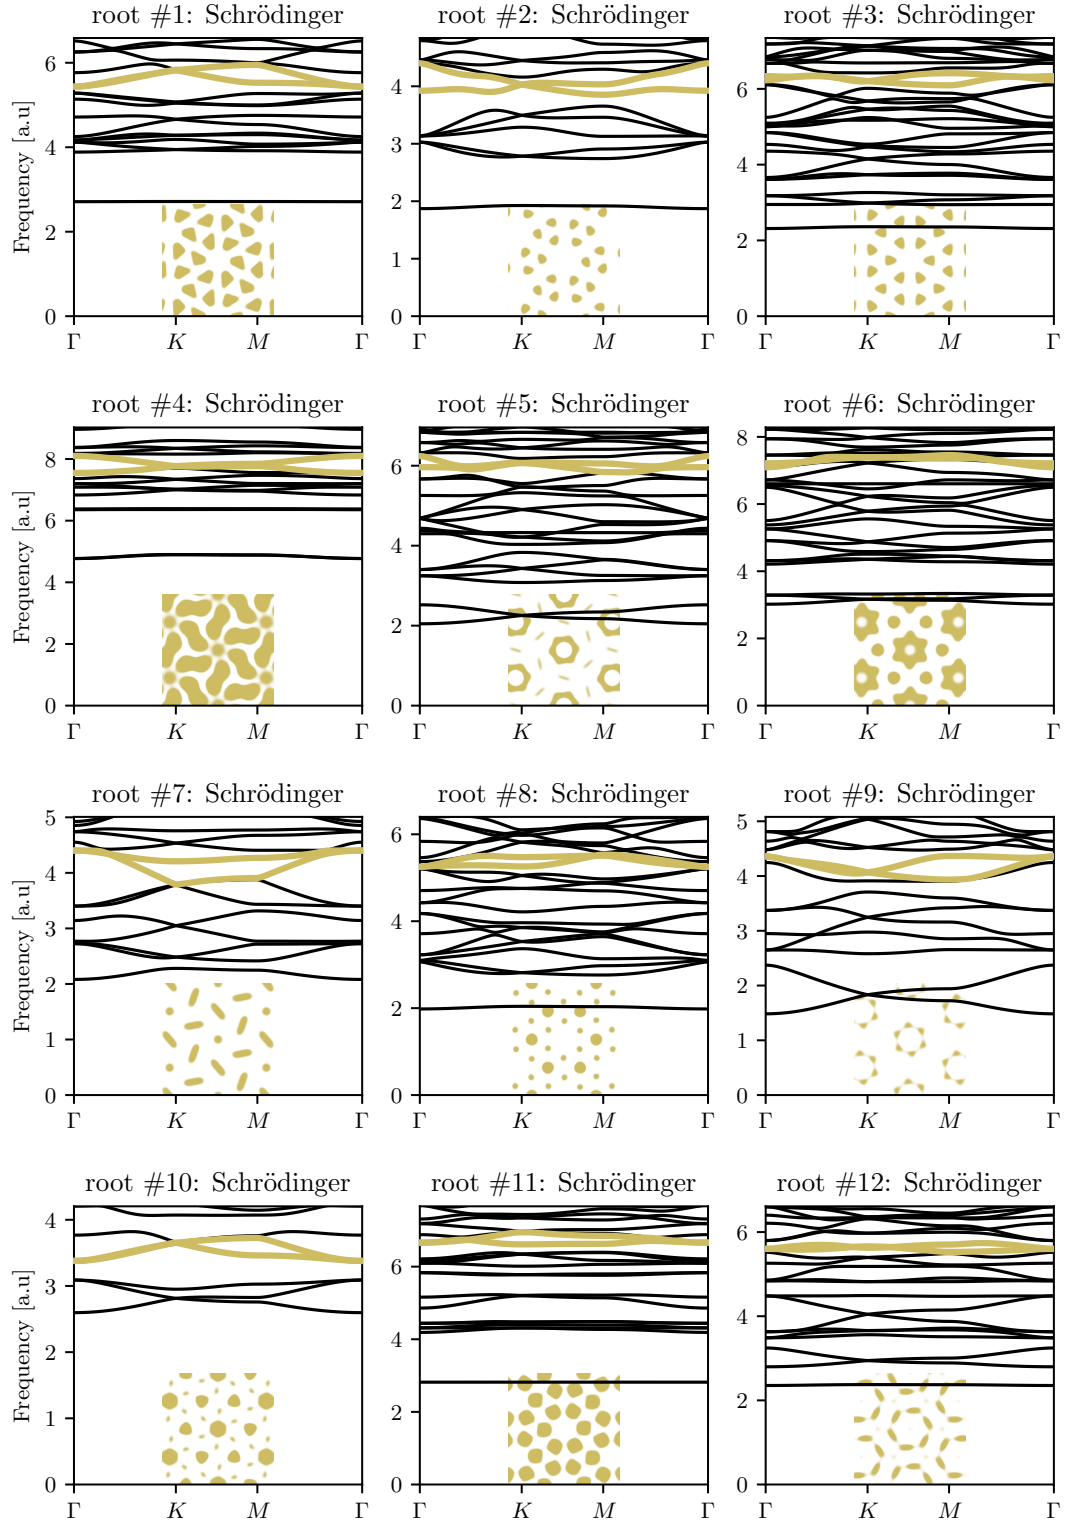 root #1: Schrödinger
root #2: Schrödinger
root #3: Schrödinger
Frequency [a.u]
6
4
2
0
Γ K M Γ
4
3
2
1
0
Γ K M Γ
6
4
2
0
Γ K M Γ
root #4: Schrödinger
root #5: Schrödinger
root #6: Schrödinger
Frequency [a.u]
8
6
4
2
0
Γ K M Γ
6
4
2
0
Γ K M Γ
8
6
4
2
0
Γ K M Γ
root #7: Schrödinger
root #8: Schrödinger
root #9: Schrödinger
Frequency [a.u]
5
4
3
2
1
0
Γ K M Γ
6
4
2
0
Γ K M Γ
5
4
3
2
1
0
Γ K M Γ
root #10: Schrödinger
root #11: Schrödinger
root #12: Schrödinger
Frequency [a.u]
4
3
2
1
0
Γ K M Γ
6
4
2
0
Γ K M Γ
6
4
2
0
Γ K M Γ